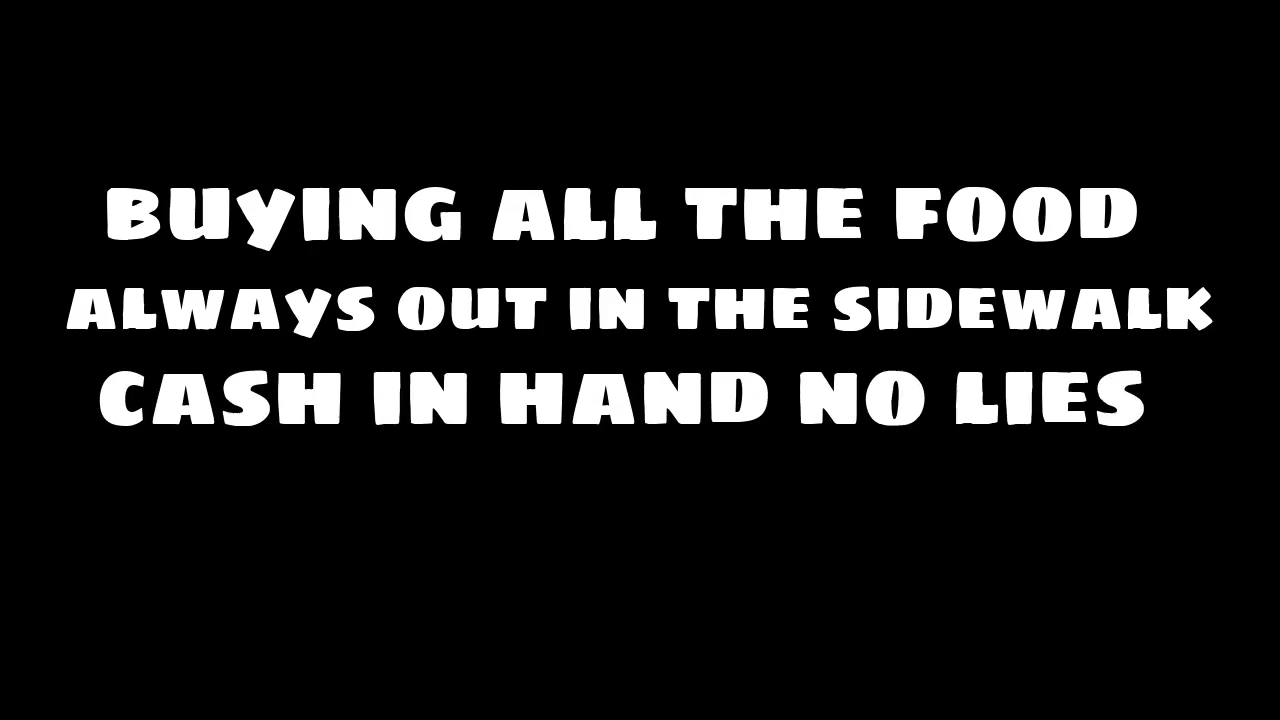 BUYING ALL THE FOOD
ALWAYS OUT IN THE SIDEWALK
CASH IN HAND NO LIES